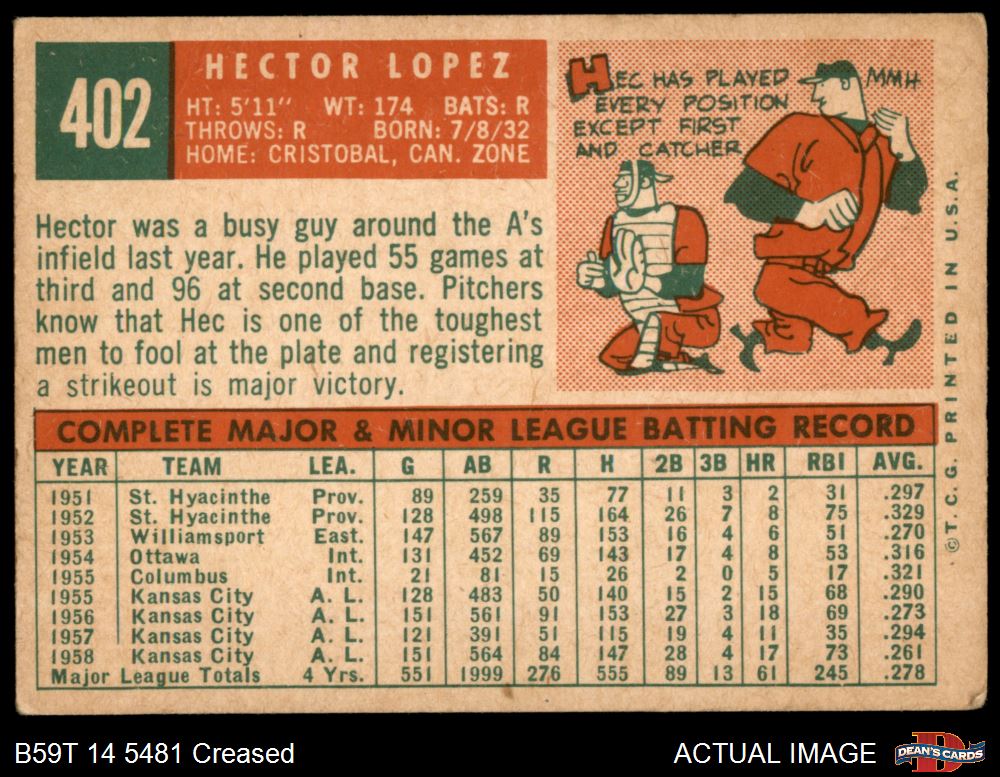 402
HECTOR LOPEZ
HT: 5'11" WT: 174 BATS: R
THROWS: R BORN: 7/8/32
HOME: CRISTOBAL, CAN. ZONE
HEC HAS PLAYED
EVERY POSITION
EXCEPT FIRST
AND CATCHER
MMH
Hector was a busy guy around the A's
infield last year. He played 55 games at
third and 96 at second base. Pitchers
know that Hec is one of the toughest
men to fool at the plate and registering
a strikeout is major victory.
COMPLETE MAJOR & MINOR LEAGUE BATTING RECORD
YEAR TEAM LEA. G AB R H 2B 3B HR RBI AVG.
1951 St. Hyacinthe Prov. 89 259 35 77 11 3 2 31 .297
1952 St. Hyacinthe Prov. 128 498 115 164 26 7 8 75 .329
1953 Williamsport East. 147 567 89 153 16 4 6 51 .270
1954 Ottawa Int. 131 452 69 143 17 4 8 53 .316
1955 Columbus Int. 21 81 15 26 2 0 5 17 .321
1955 Kansas City A. L. 128 483 50 140 15 2 15 68 .290
1956 Kansas City A. L. 151 561 91 153 27 3 18 69 .273
1957 Kansas City A. L. 121 391 51 115 19 4 11 35 .294
1958 Kansas City A. L. 151 564 84 147 28 4 17 73 .261
Major League Totals 4 Yrs. 551 1999 276 555 89 13 61 245 .278
© T. C. G. PRINTED IN U.S.A.
B59T 14 5481 Creased
ACTUAL IMAGE
D
DEAN'S CARDS